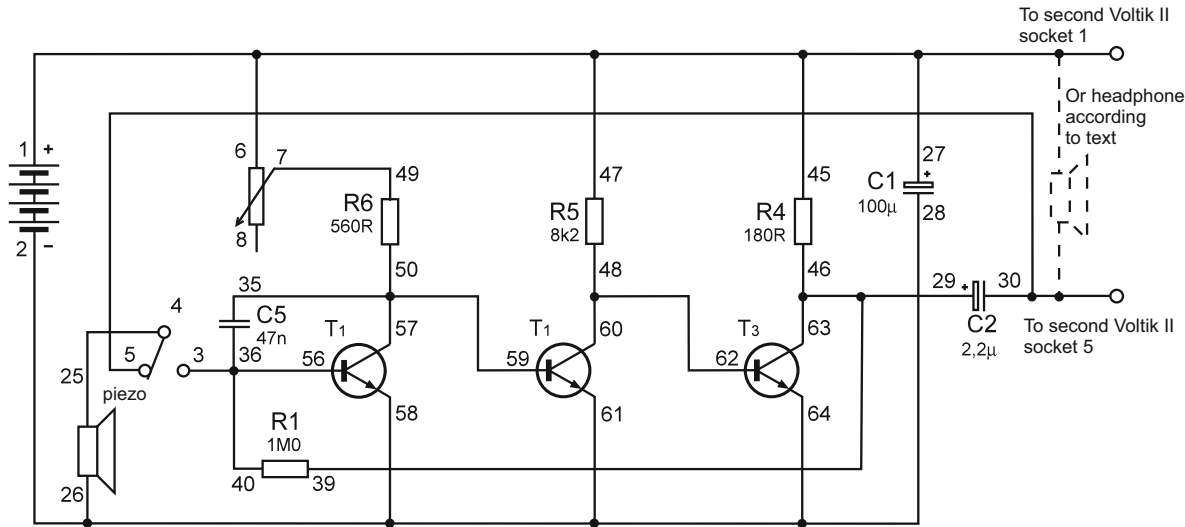 To second Voltik II
socket 1
Or headphone
according
to text
1 +
2 −
6
7
8
49
R6
560R
50
47
R5
8k2
48
45
R4
180R
46
27
+
C1
100µ
28
29
+
30
C2
2,2µ
To second Voltik II
socket 5
35
C5
47n
36
4
5
3
piezo
25
26
T1
56
57
58
T1
59
60
61
T3
62
63
64
R1
1M0
40
39